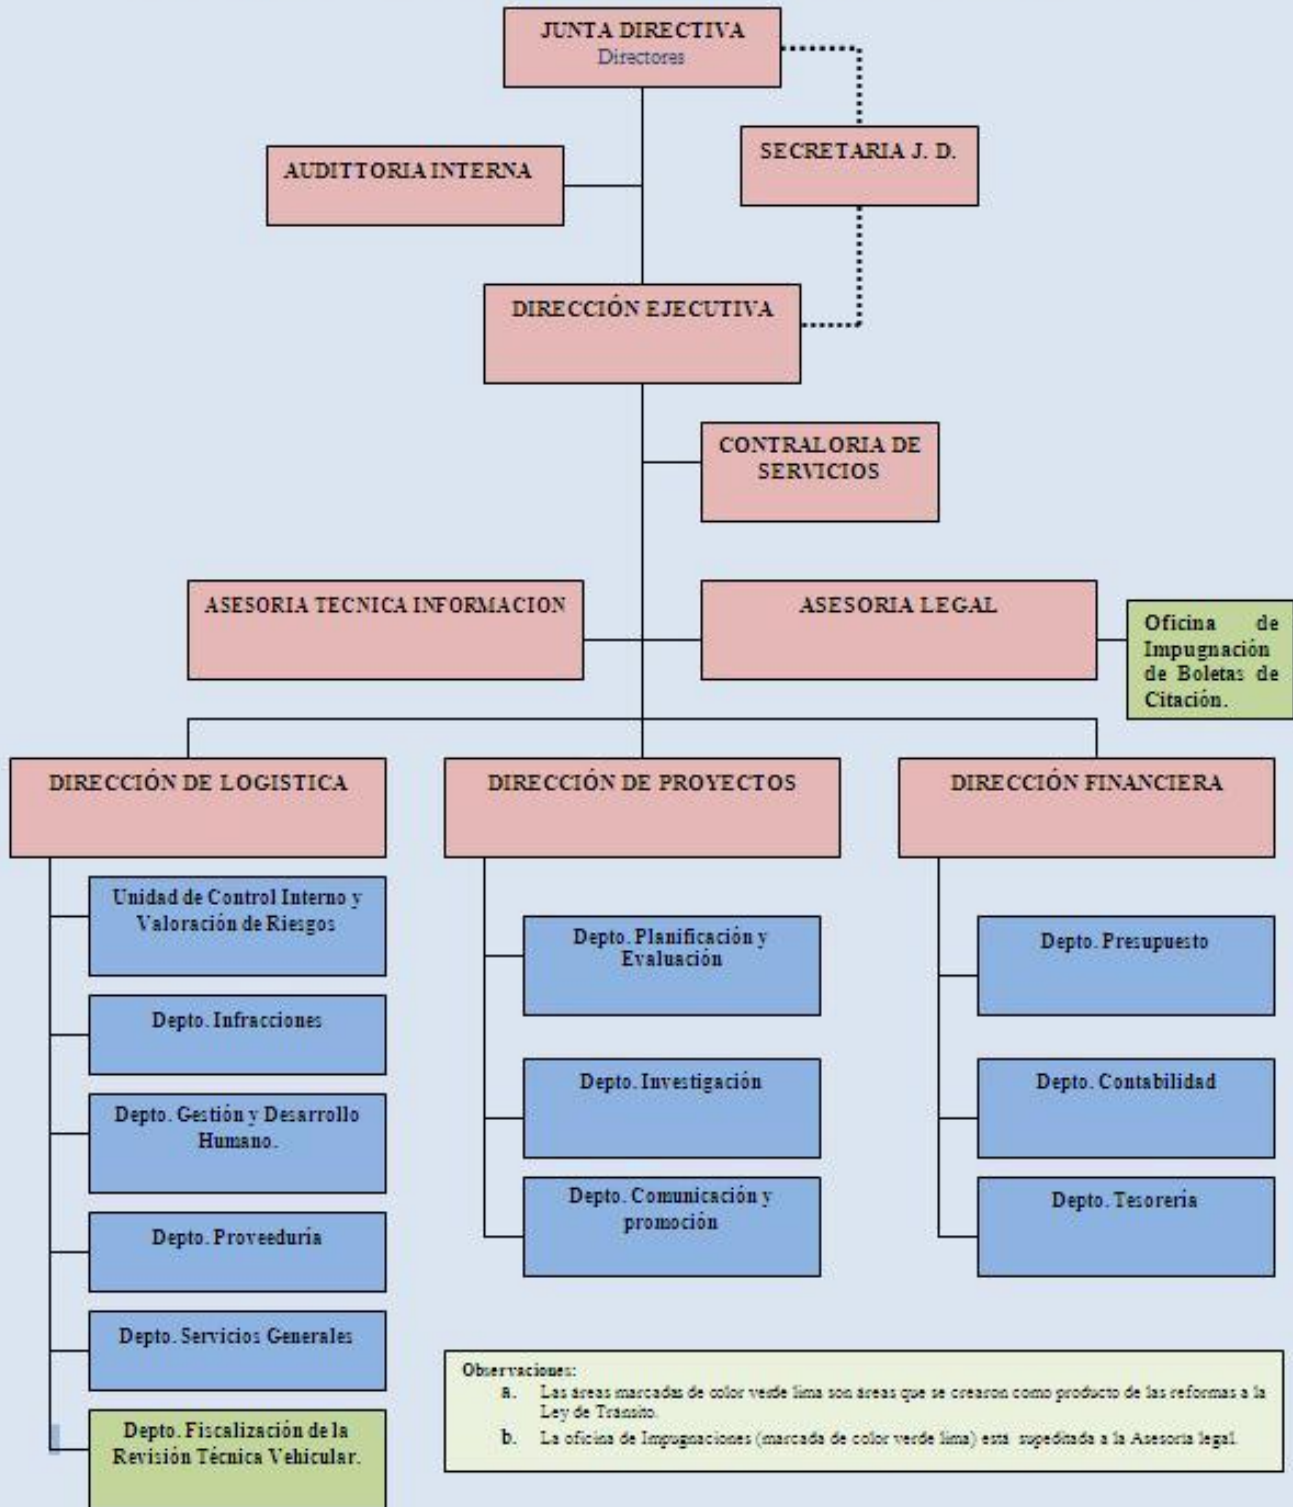 JUNTA DIRECTIVA
Directores
AUDITTORIA INTERNA
SECRETARIA J. D.
DIRECCIÓN EJECUTIVA
CONTRALORIA DE
SERVICIOS
ASESORIA TECNICA INFORMACION
ASESORIA LEGAL
Oficina de
Impugnación
de Boletas de
Citación.
DIRECCIÓN DE LOGISTICA
Unidad de Control Interno y
Valoración de Riesgos
Depto. Infracciones
Depto. Gestión y Desarrollo
Humano.
Depto. Proveeduría
Depto. Servicios Generales
Depto. Fiscalización de la
Revisión Técnica Vehicular.
DIRECCIÓN DE PROYECTOS
Depto. Planificación y
Evaluación
Depto. Investigación
Depto. Comunicación y
promoción
DIRECCIÓN FINANCIERA
Depto. Presupuesto
Depto. Contabilidad
Depto. Tesorería
Observaciones:
a. Las áreas marcadas de color verde lima son áreas que se crearon como producto de las reformas a la
Ley de Tránsito.
b. La oficina de Impugnaciones (marcada de color verde lima) está supeditada a la Asesoría legal.